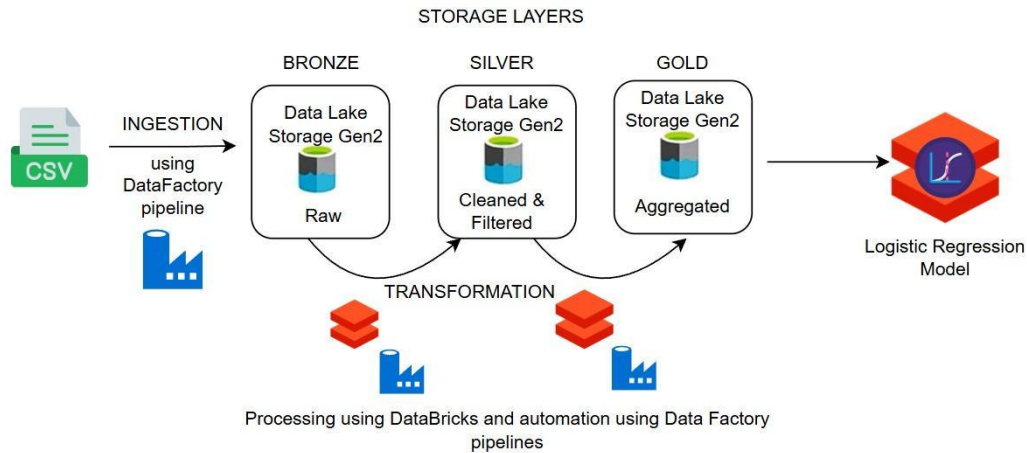 STORAGE LAYERS
BRONZE
SILVER
GOLD
CSV
INGESTION
using
DataFactory
pipeline
Data Lake
Storage Gen2
Raw
Data Lake
Storage Gen2
Cleaned &
Filtered
Data Lake
Storage Gen2
Aggregated
Logistic Regression
Model
TRANSFORMATION
Processing using DataBricks and automation using Data Factory
pipelines